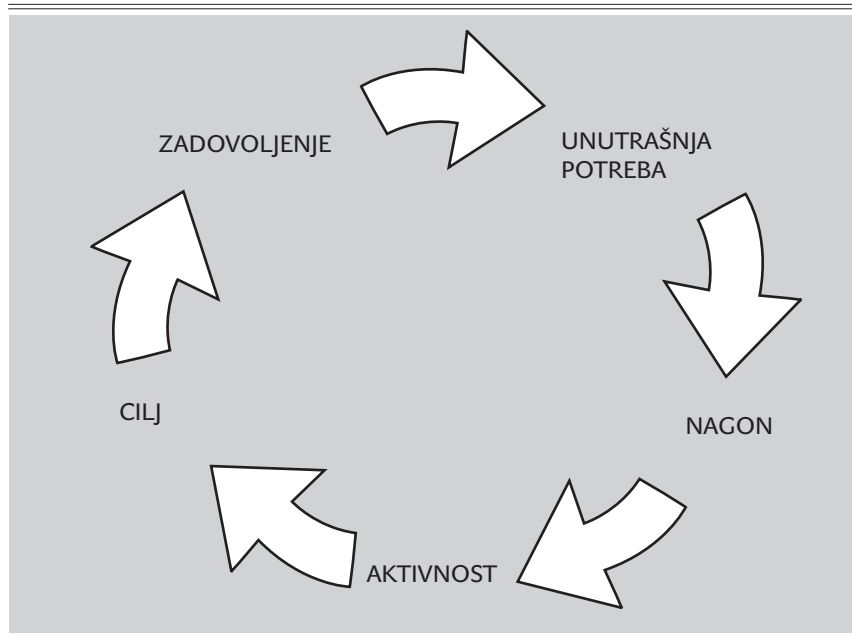 ZADOVOLJENJE
UNUTRAŠNJA
POTREBA
NAGON
AKTIVNOST
CILJ